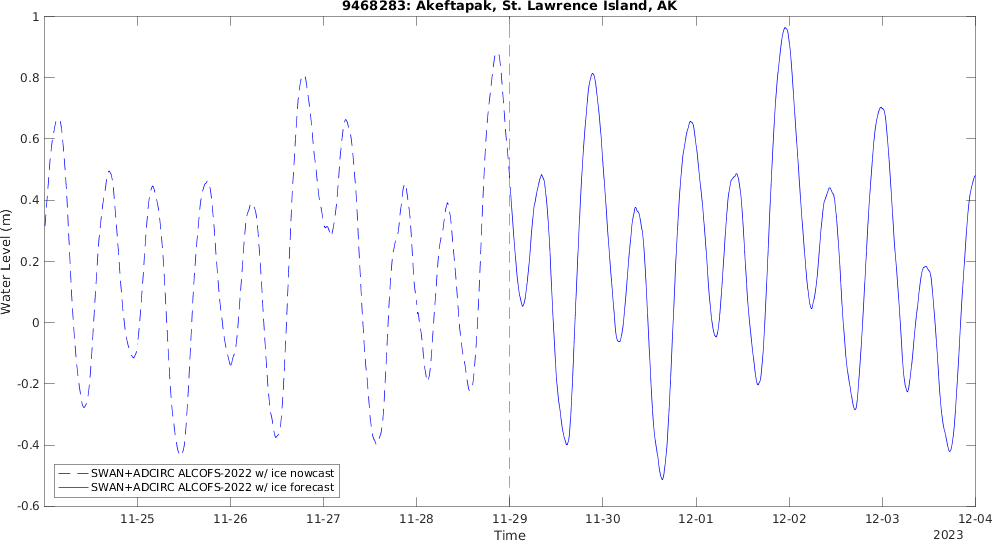 9468283: Akeftapak, St. Lawrence Island, AK
1
0.8
0.6
0.4
0.2
0
-0.2
-0.4
-0.6
Water Level (m)
SWAN+ADCIRC ALCOFS-2022 w/ ice nowcast
SWAN+ADCIRC ALCOFS-2022 w/ ice forecast
11-25 11-26 11-27 11-28 11-29 11-30 12-01 12-02 12-03 12-04
Time
2023